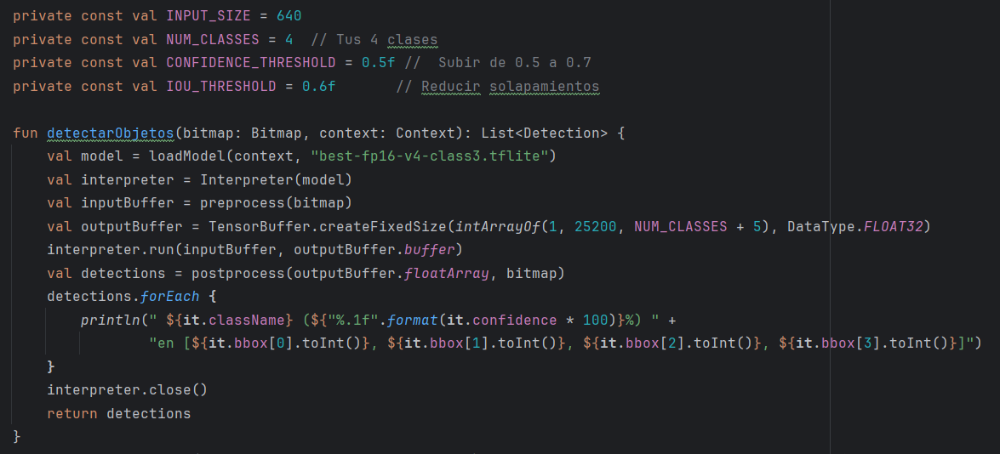 private const val INPUT_SIZE = 640
private const val NUM_CLASSES = 4  // Tus 4 clases
private const val CONFIDENCE_THRESHOLD = 0.5f //  Subir de 0.5 a 0.7
private const val IOU_THRESHOLD = 0.6f       // Reducir solapamientos

fun detectarObjetos(bitmap: Bitmap, context: Context): List<Detection> {
    val model = loadModel(context, "best-fp16-v4-class3.tflite")
    val interpreter = Interpreter(model)
    val inputBuffer = preprocess(bitmap)
    val outputBuffer = TensorBuffer.createFixedSize(intArrayOf(1, 25200, NUM_CLASSES + 5), DataType.FLOAT32)
    interpreter.run(inputBuffer, outputBuffer.buffer)
    val detections = postprocess(outputBuffer.floatArray, bitmap)
    detections.forEach {
        println(" ${it.className} (${"%.1f".format(it.confidence * 100)}%) " +
                "en [${it.bbox[0].toInt()}, ${it.bbox[1].toInt()}, ${it.bbox[2].toInt()}, ${it.bbox[3].toInt()}]")
    }
    interpreter.close()
    return detections
}